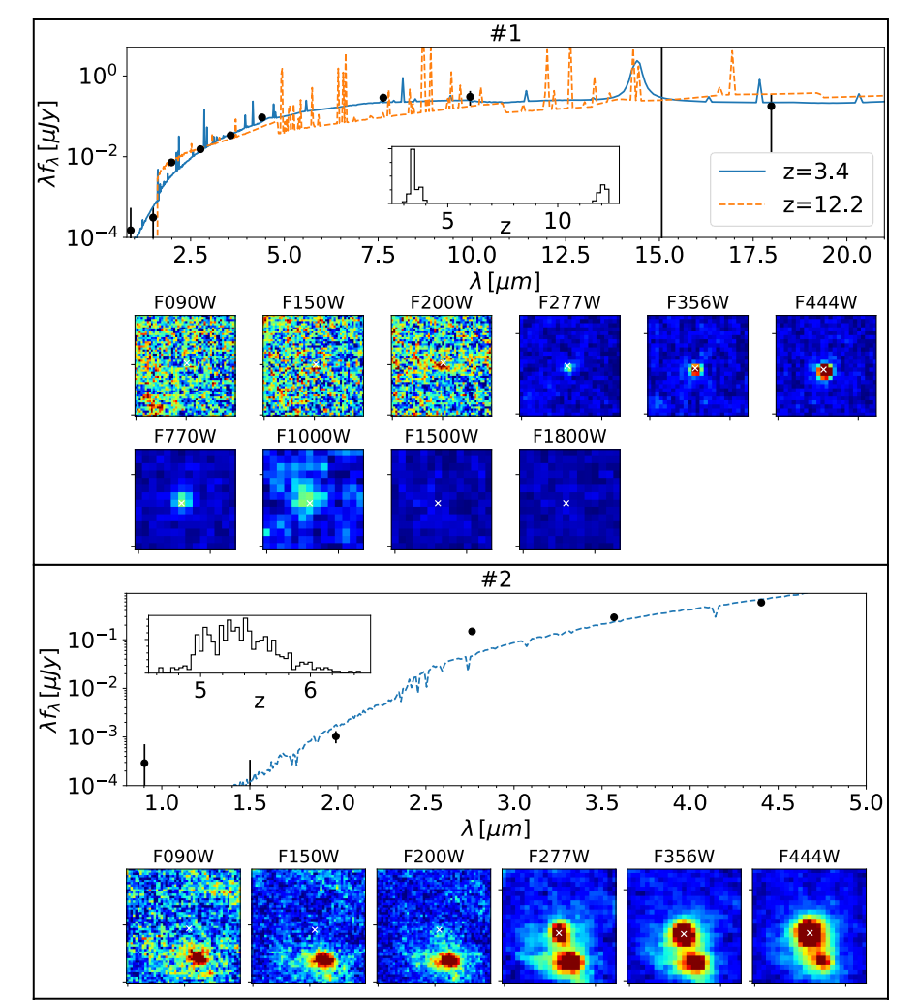 #1
λf_λ [μJy]
10⁰
10⁻²
10⁻⁴
5 10
z
z=3.4
z=12.2
2.5 5.0 7.5 10.0 12.5 15.0 17.5 20.0
λ [μm]
F090W F150W F200W F277W F356W F444W
F770W F1000W F1500W F1800W
#2
λf_λ [μJy]
10⁻¹
10⁻²
10⁻³
10⁻⁴
5 6
z
1.0 1.5 2.0 2.5 3.0 3.5 4.0 4.5 5.0
λ [μm]
F090W F150W F200W F277W F356W F444W